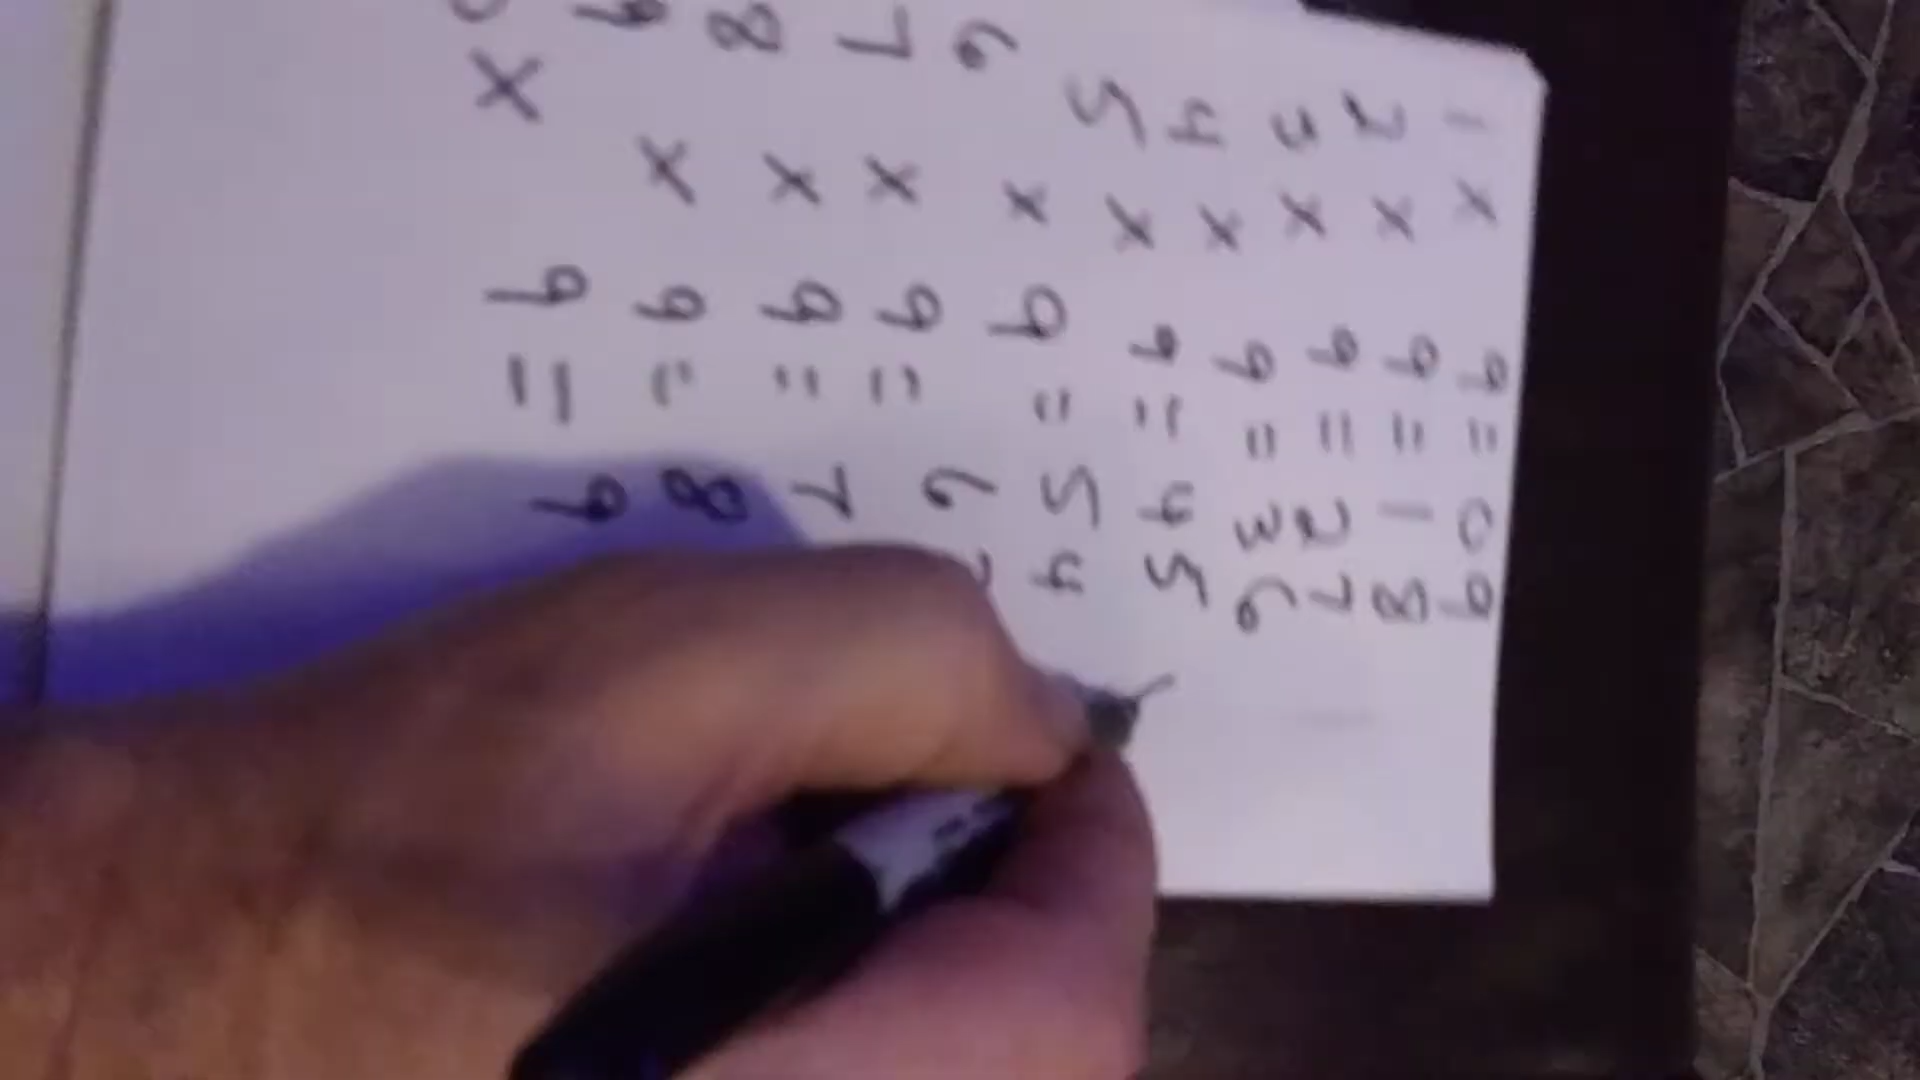 1 x 9 = 09
2 x 9 = 18
3 x 9 = 27
4 x 9 = 36
5 x 9 = 45
6 x 9 = 54
7 x 9 = 6
8 x 9 = 7
9 x 9 = 8
x 9 = 9